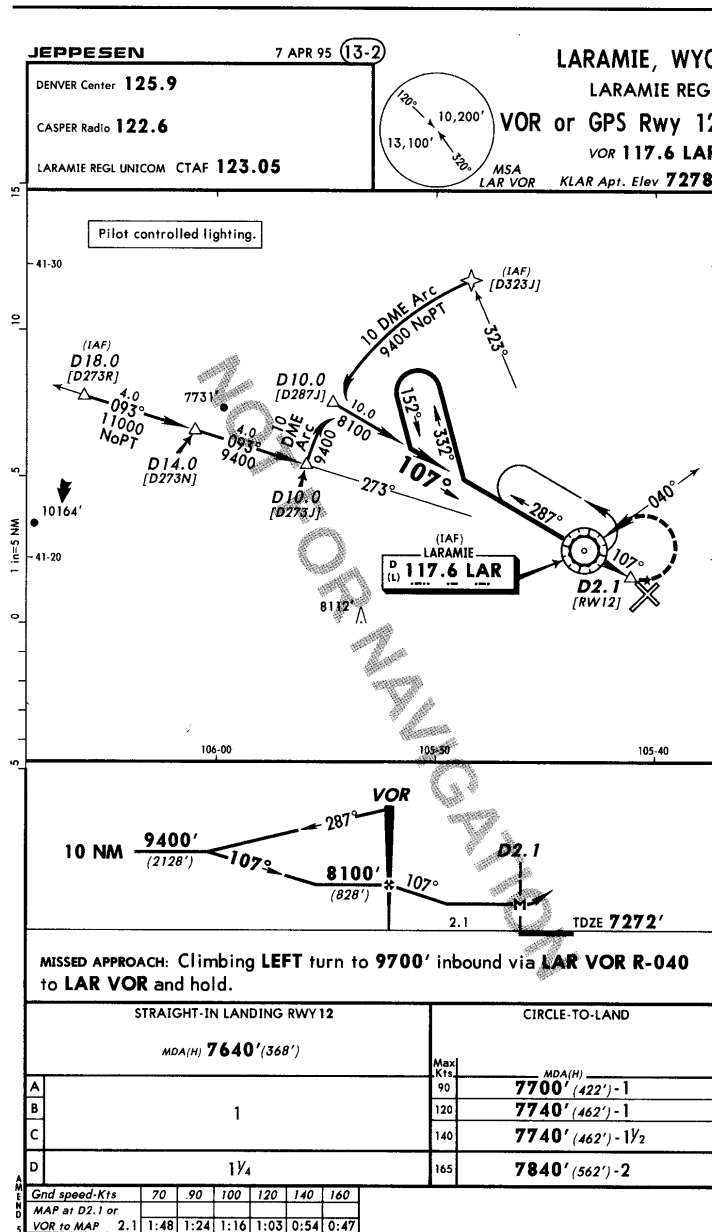 JEPPESEN 7 APR 95 13-2
LARAMIE, WYO
LARAMIE REGL
VOR or GPS Rwy 12
VOR 117.6 LAR
KLAR Apt. Elev 7278
DENVER Center 125.9
CASPER Radio 122.6
LARAMIE REGL UNICOM CTAF 123.05
120°
10,200'
13,100'
320°
MSA
LAR VOR
15
Pilot controlled lighting.
41-30
(IAF)
[D323J]
10 DME Arc
9400 NoPT
323°
10
(IAF)
D18.0
[D273R]
4.0
093°
11000
NoPT
7731'
D10.0
[D287J]
10.0
8100
152°
332°
4.0
093°
9400
10
DME
Arc
9400
D14.0
[D273N]
107°
5
273°
D10.0
[D273J]
287°
040°
10164'
(IAF)
LARAMIE
D
(L) 117.6 LAR
107°
D2.1
[RW12]
1 in=5 NM
41-20
8112'
0
NOT FOR NAVIGATION
106-00
105-50
105-40
5
VOR
287°
10 NM
9400'
(2128')
107°
8100'
(828')
107°
D2.1
M
2.1
TDZE 7272'
MISSED APPROACH: Climbing LEFT turn to 9700' inbound via LAR VOR R-040
to LAR VOR and hold.
STRAIGHT-IN LANDING RWY 12
CIRCLE-TO-LAND
MDA(H) 7640' (368')
Max
Kts.
MDA(H)
A
90 7700' (422') - 1
B
1
120 7740' (462') - 1
C
140 7740' (462') - 1½
D 1¼
165 7840' (562') - 2
AMEND 5
Gnd speed-Kts 70 90 100 120 140 160
MAP at D2.1 or
VOR to MAP 2.1 1:48 1:24 1:16 1:03 0:54 0:47